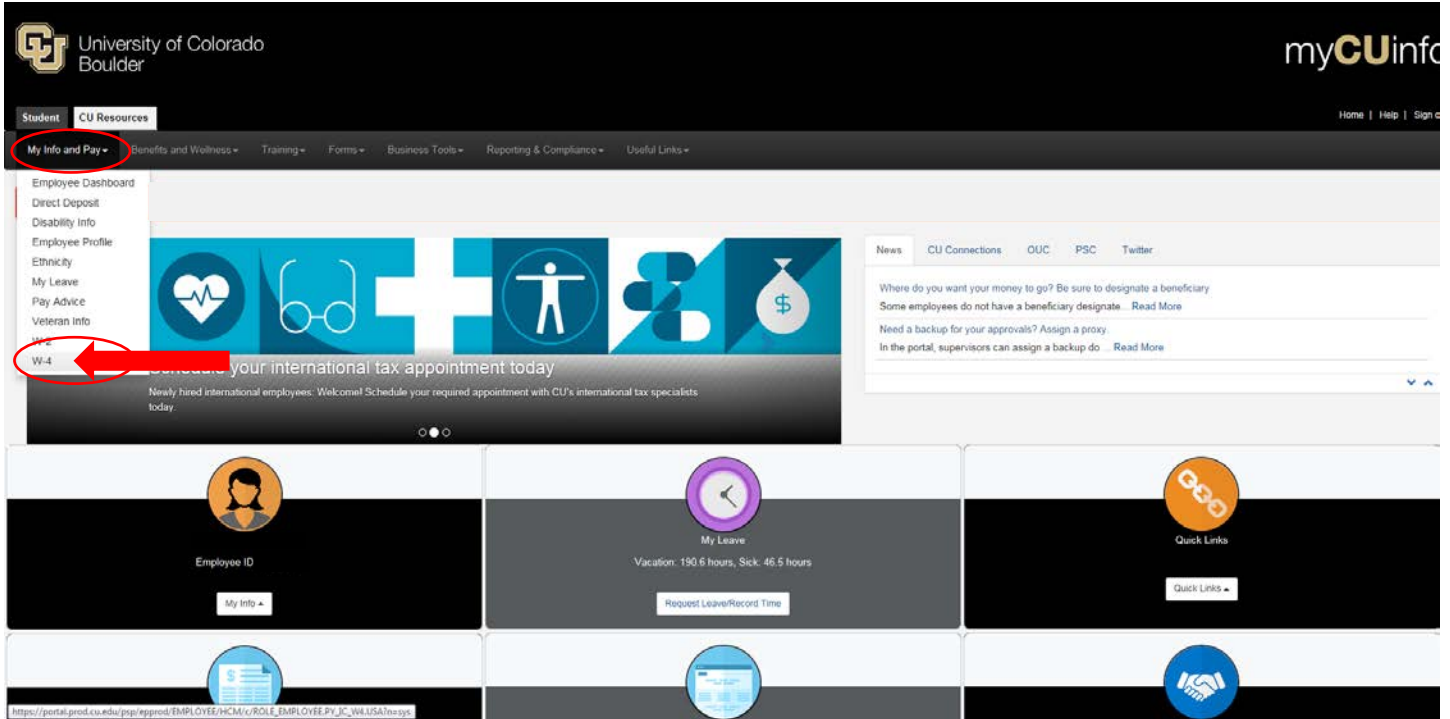 University of Colorado
Boulder
myCUinfo
Student CU Resources
Home | Help | Sign o
My Info and Pay Benefits and Wellness Training Forms Business Tools Reporting & Compliance Useful Links
Employee Dashboard
Direct Deposit
Disability Info
Employee Profile
Ethnicity
My Leave
Pay Advice
Veteran Info
W-2
W-4
News CU Connections OUC PSC Twitter
Where do you want your money to go? Be sure to designate a beneficiary
Some employees do not have a beneficiary designate... Read More
Need a backup for your approvals? Assign a proxy.
In the portal, supervisors can assign a backup do ... Read More
$
your international tax appointment today
Newly hired international employees: Welcome! Schedule your required appointment with CU's international tax specialists
today.
Employee ID
My Info
My Leave
Vacation: 190.6 hours, Sick: 46.5 hours
Request Leave/Record Time
Quick Links
Quick Links
$
https://portal.prod.cu.edu/psp/epprod/EMPLOYEE/HCM/c/ROLE_EMPLOYEE.PY_IC_W4.USA?n=sys